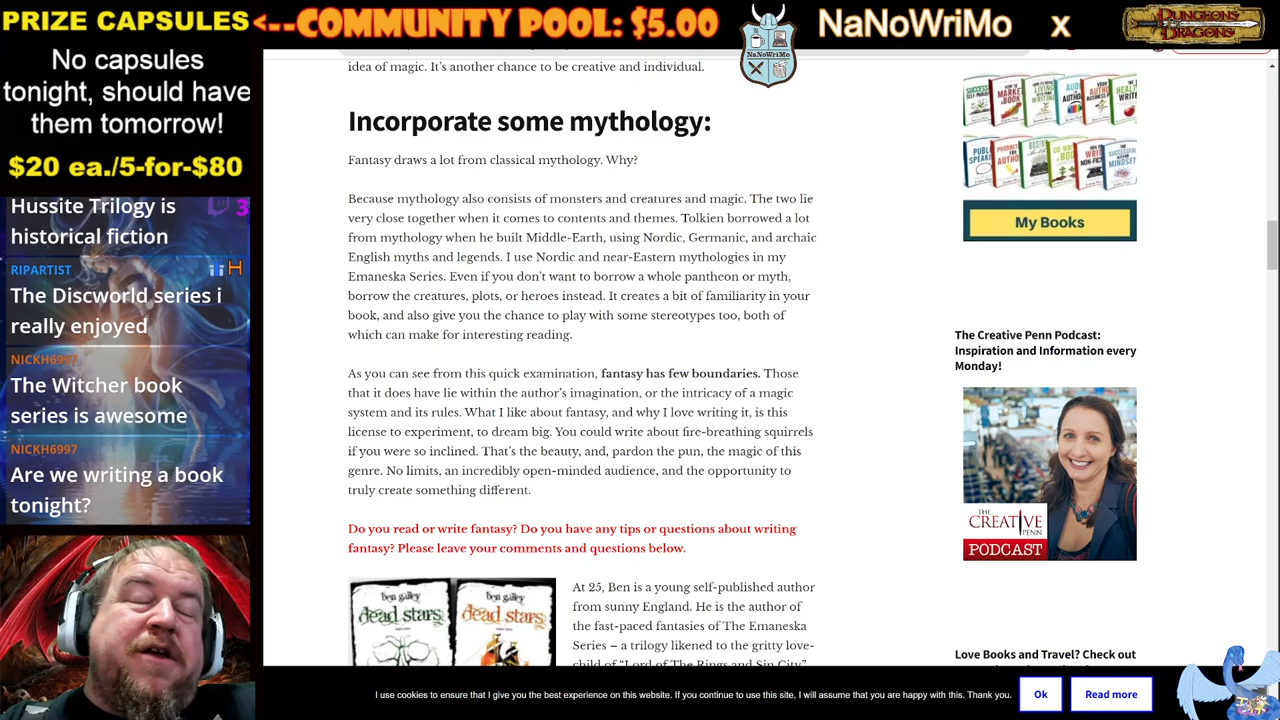 PRIZE CAPSULES
<--COMMUNITY POOL: $5.00
NaNoWriMo
NaNoWriMo
x
DUNGEONS
DRAGONS
No capsules
tonight, should have
them tomorrow!
$20 ea./5-for-$80
Hussite Trilogy is
historical fiction
3
RIPARTIST
The Discworld series i
really enjoyed
NICKH6997
The Witcher book
series is awesome
NICKH6997
Are we writing a book
tonight?
idea of magic. It's another chance to be creative and individual.
Incorporate some mythology:
Fantasy draws a lot from classical mythology. Why?
Because mythology also consists of monsters and creatures and magic. The two lie
very close together when it comes to contents and themes. Tolkien borrowed a lot
from mythology when he built Middle-Earth, using Nordic, Germanic, and archaic
English myths and legends. I use Nordic and near-Eastern mythologies in my
Emaneska Series. Even if you don't want to borrow a whole pantheon or myth,
borrow the creatures, plots, or heroes instead. It creates a bit of familiarity in your
book, and also give you the chance to play with some stereotypes too, both of
which can make for interesting reading.
As you can see from this quick examination, fantasy has few boundaries. Those
that it does have lie within the author's imagination, or the intricacy of a magic
system and its rules. What I like about fantasy, and why I love writing it, is this
license to experiment, to dream big. You could write about fire-breathing squirrels
if you were so inclined. That's the beauty, and, pardon the pun, the magic of this
genre. No limits, an incredibly open-minded audience, and the opportunity to
truly create something different.
Do you read or write fantasy? Do you have any tips or questions about writing
fantasy? Please leave your comments and questions below.
ben galley
dead stars
ben galley
dead stars
At 25, Ben is a young self-published author
from sunny England. He is the author of
the fast-paced fantasies of The Emaneska
Series – a trilogy likened to the gritty love-
child of "Lord of The Rings and Sin City"
My Books
The Creative Penn Podcast:
Inspiration and Information every
Monday!
THE
CREATIVE
PENN
PODCAST
Love Books and Travel? Check out
I use cookies to ensure that I give you the best experience on this website. If you continue to use this site, I will assume that you are happy with this. Thank you.
Ok
Read more